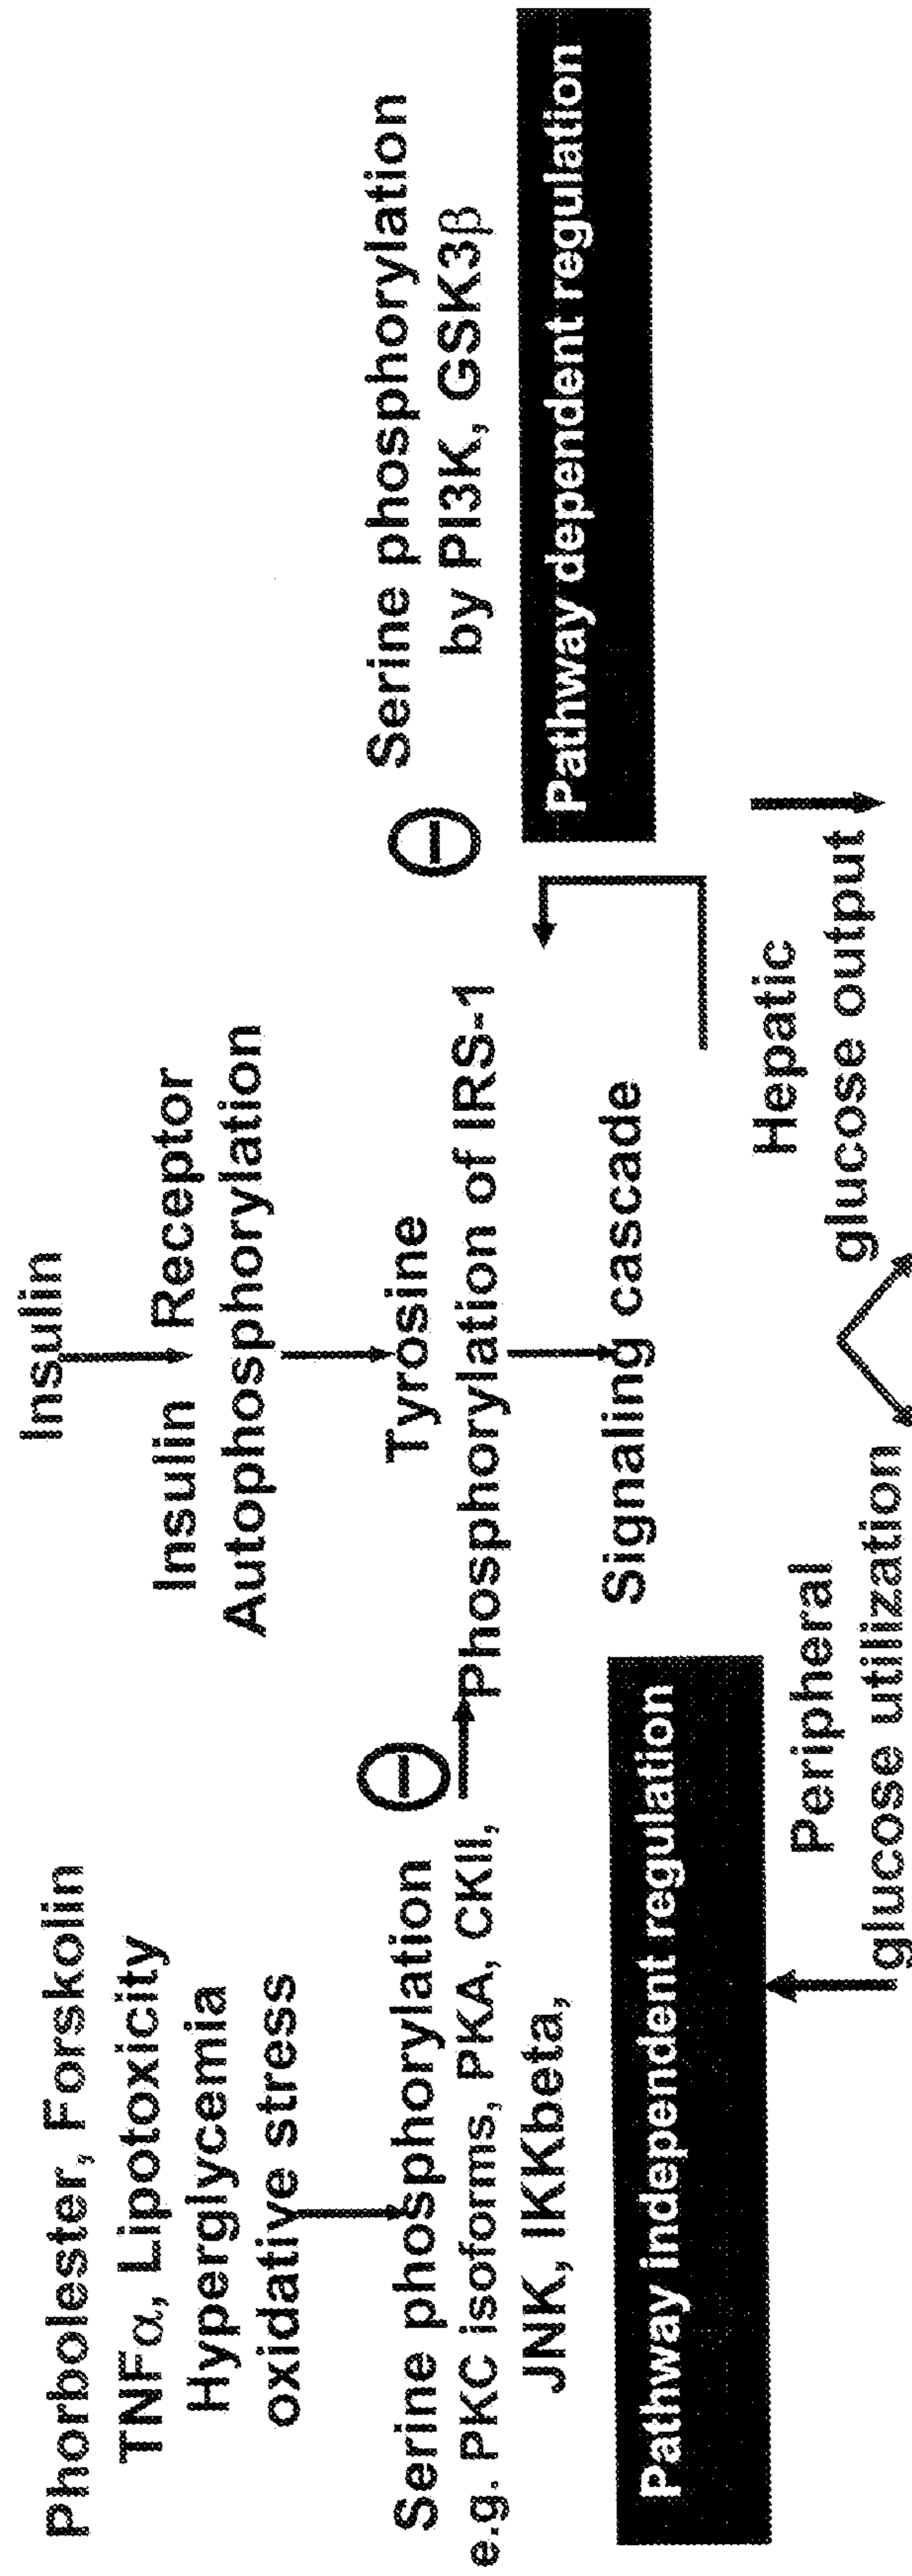 Insulin
Insulin Receptor
Autophosphorylation
Tyrosine
Phosphorylation of IRS-1
Signaling cascade
Phorbolester, Forskolin
TNFα, Lipotoxicity
Hyperglycemia
oxidative stress
Serine phosphorylation
e.g. PKC isoforms, PKA, CKII,
JNK, IKKbeta,
Pathway independent regulation
Serine phosphorylation
by PI3K, GSK3β
Pathway dependent regulation
Peripheral
glucose utilization
Hepatic
glucose output